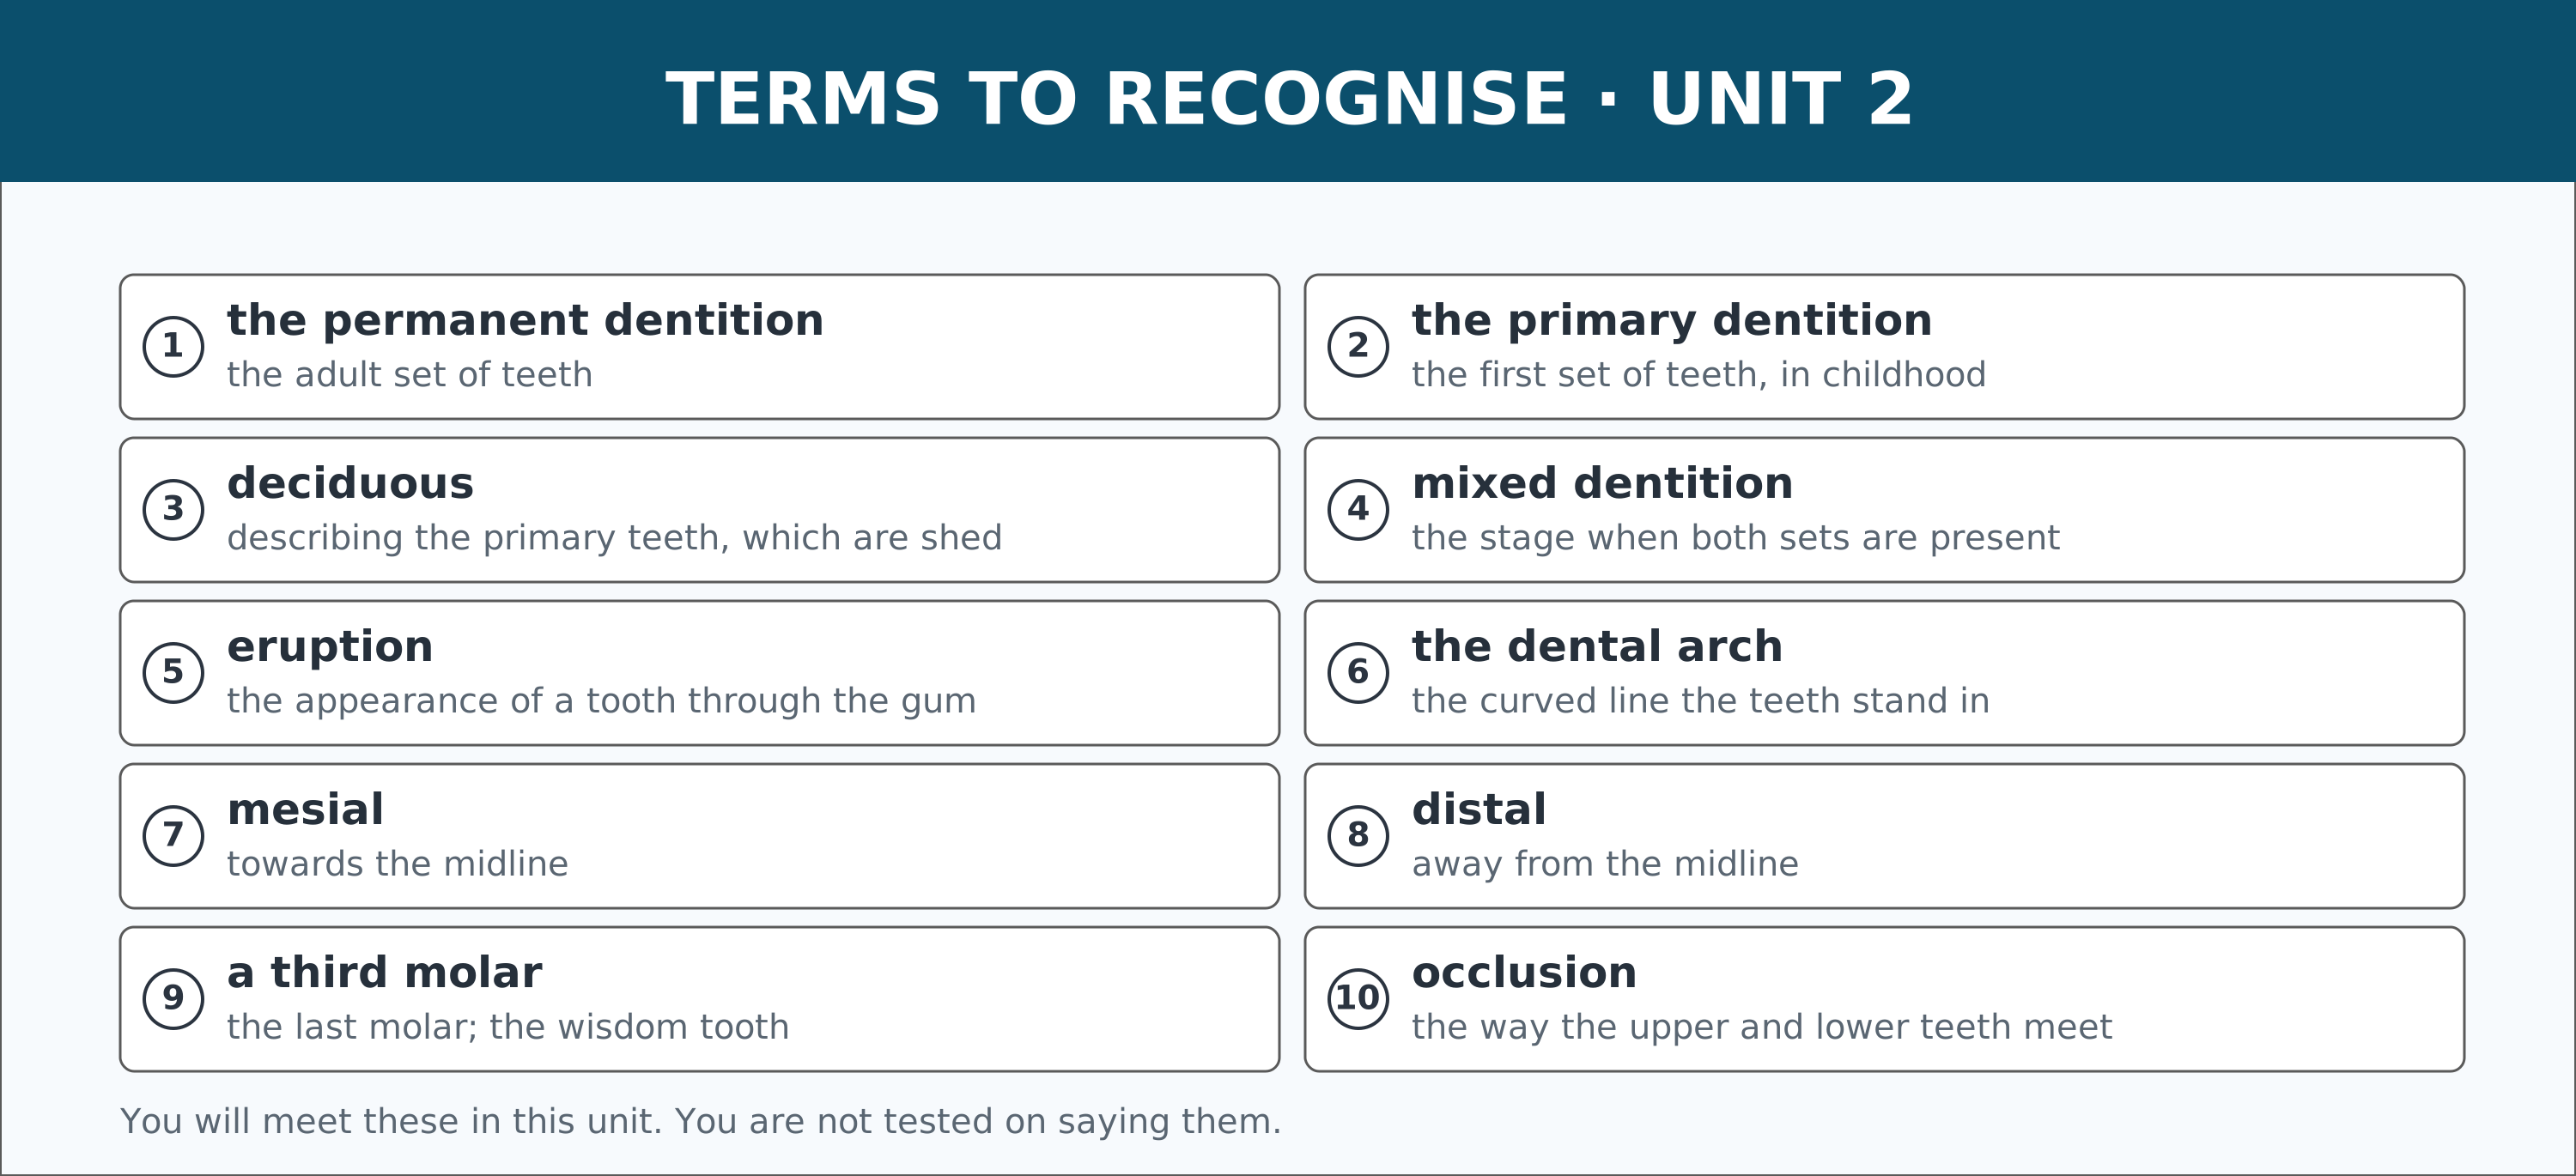 TERMS TO RECOGNISE · UNIT 2
1 the permanent dentition
the adult set of teeth
2 the primary dentition
the first set of teeth, in childhood
3 deciduous
describing the primary teeth, which are shed
4 mixed dentition
the stage when both sets are present
5 eruption
the appearance of a tooth through the gum
6 the dental arch
the curved line the teeth stand in
7 mesial
towards the midline
8 distal
away from the midline
9 a third molar
the last molar; the wisdom tooth
10 occlusion
the way the upper and lower teeth meet
You will meet these in this unit. You are not tested on saying them.